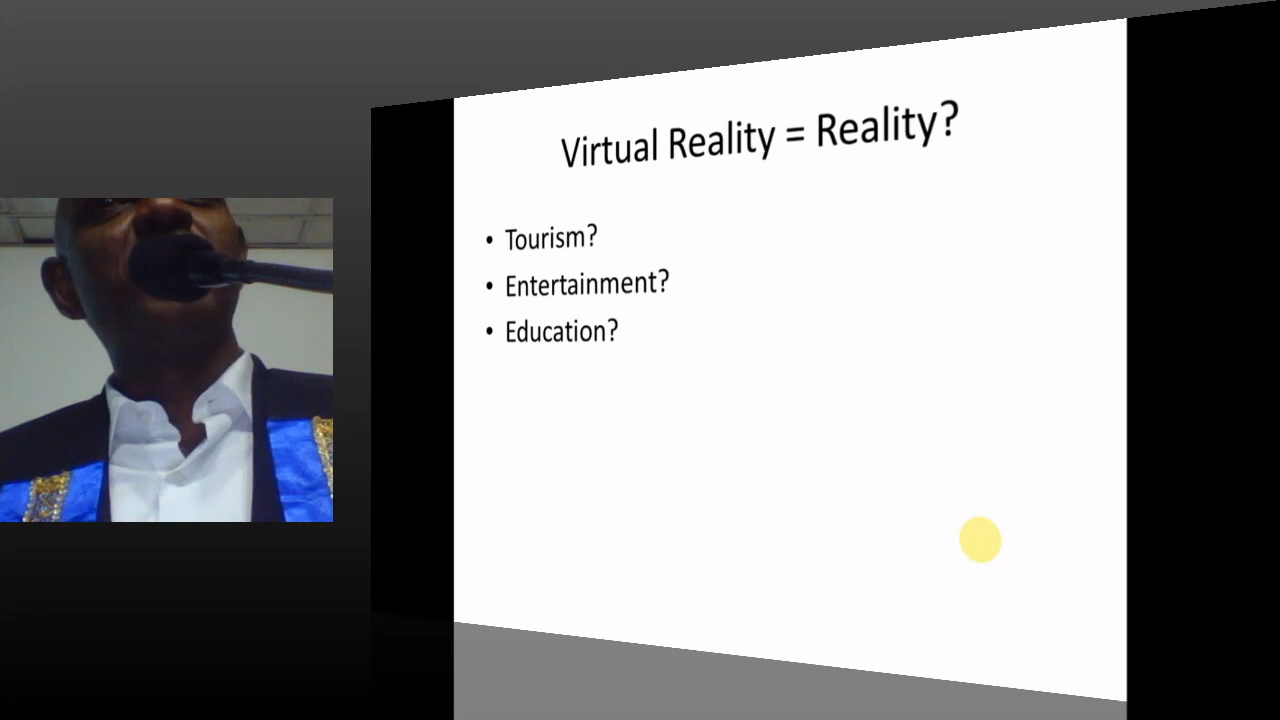 Virtual Reality = Reality?
• Tourism?
• Entertainment?
• Education?